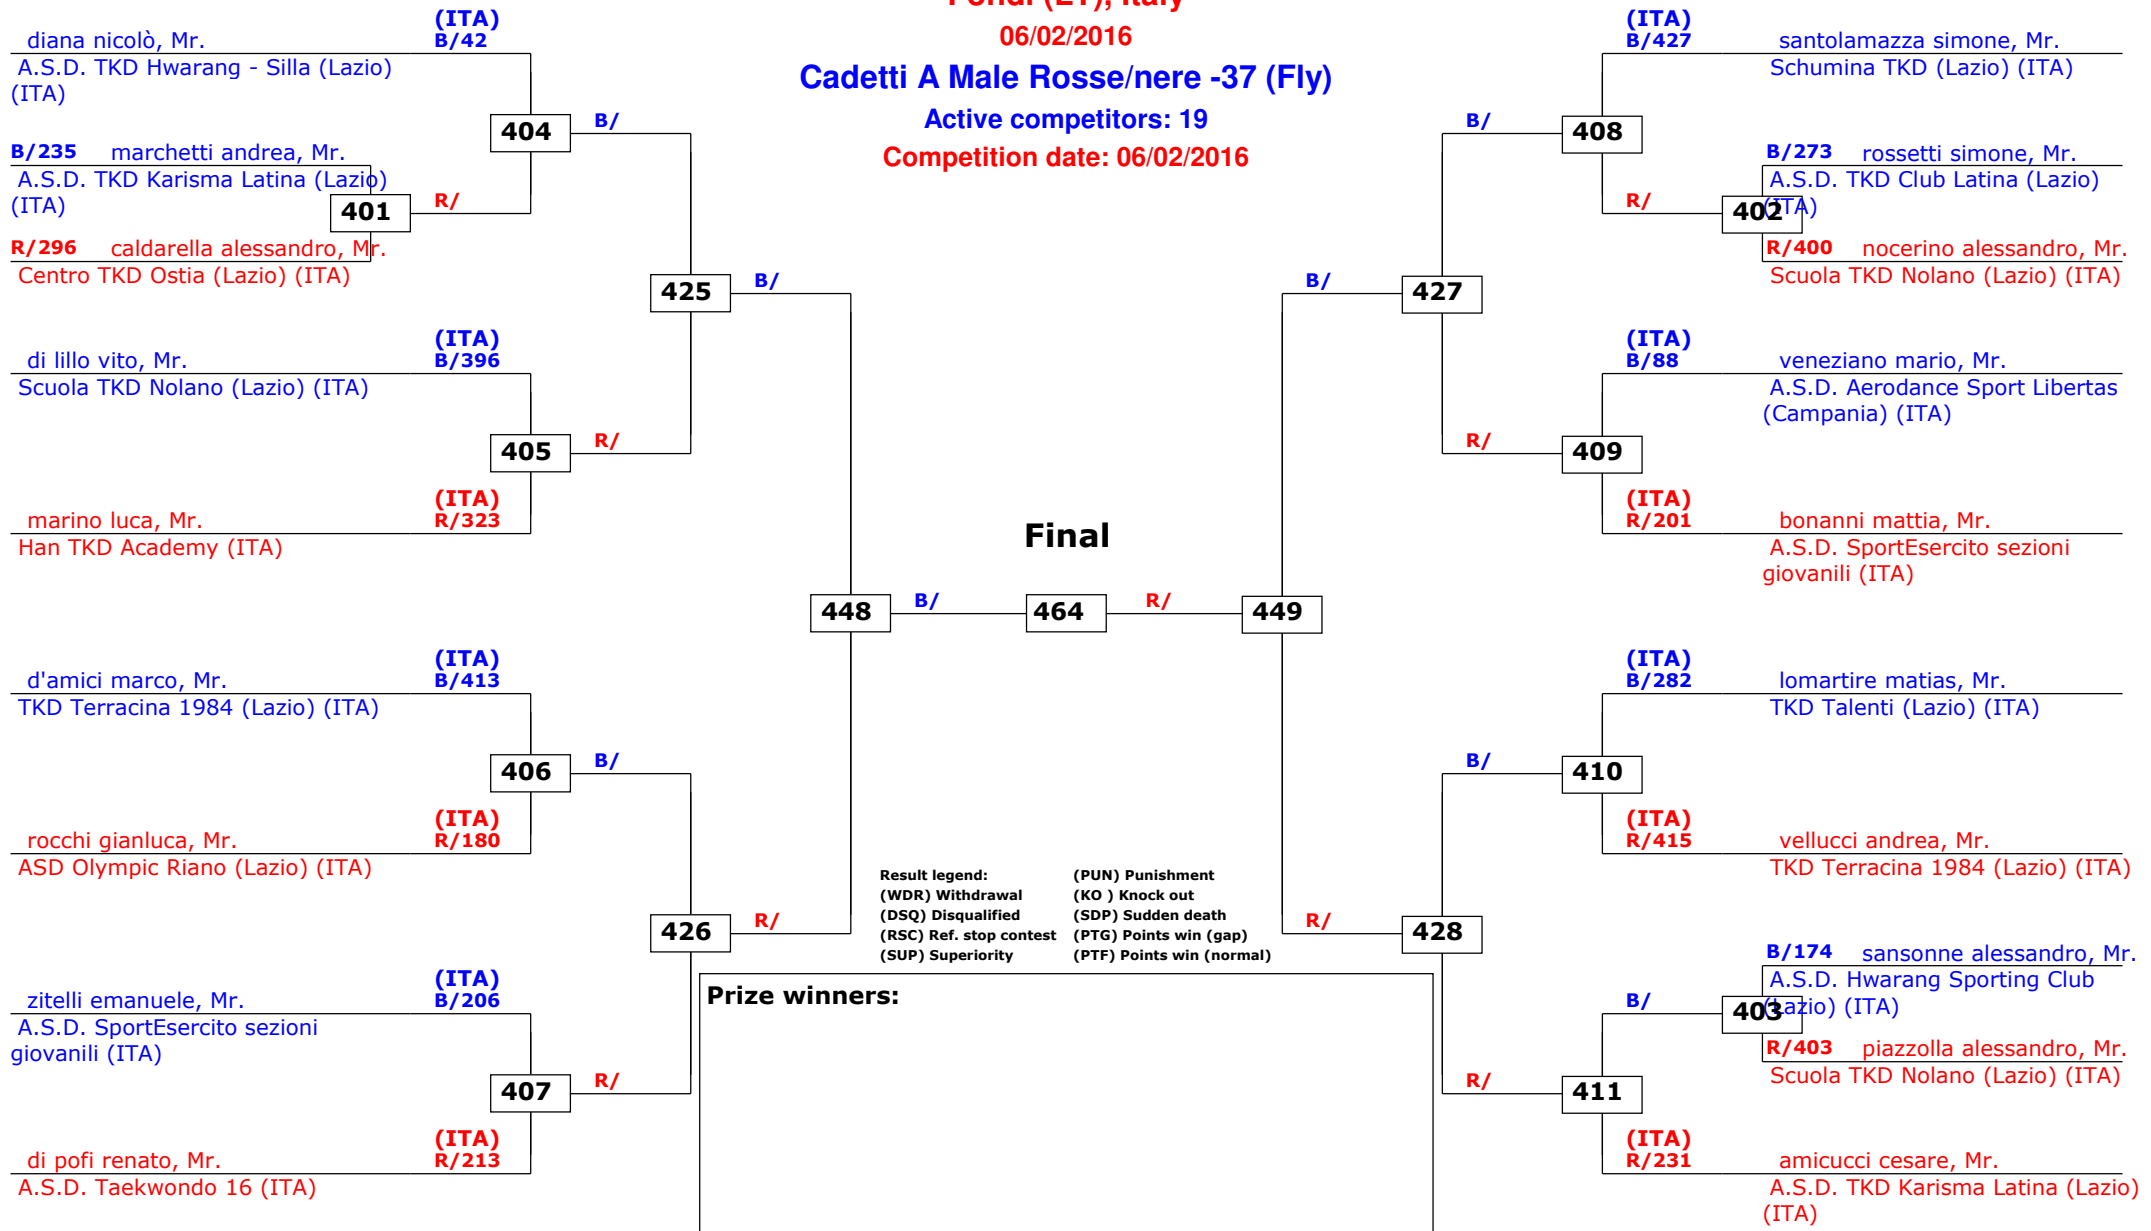 Fondi (LT), Italy
06/02/2016
Cadetti A Male Rosse/nere -37 (Fly)
Active competitors: 19
Competition date: 06/02/2016
diana nicolò, Mr.
(ITA)
B/42
A.S.D. TKD Hwarang - Silla (Lazio)
(ITA)
404
B/
B/235 marchetti andrea, Mr.
A.S.D. TKD Karisma Latina (Lazio)
(ITA)
401
R/
R/296 caldarella alessandro, Mr.
Centro TKD Ostia (Lazio) (ITA)
425
B/
di lillo vito, Mr.
(ITA)
B/396
Scuola TKD Nolano (Lazio) (ITA)
405
R/
marino luca, Mr.
(ITA)
R/323
Han TKD Academy (ITA)
448
B/
d'amici marco, Mr.
(ITA)
B/413
TKD Terracina 1984 (Lazio) (ITA)
406
B/
rocchi gianluca, Mr.
(ITA)
R/180
ASD Olympic Riano (Lazio) (ITA)
426
R/
zitelli emanuele, Mr.
(ITA)
B/206
A.S.D. SportEsercito sezioni
giovanili (ITA)
407
R/
di pofi renato, Mr.
(ITA)
R/213
A.S.D. Taekwondo 16 (ITA)
Final
464
R/
449
(ITA)
B/427
santolamazza simone, Mr.
Schumina TKD (Lazio) (ITA)
B/
408
B/273 rossetti simone, Mr.
A.S.D. TKD Club Latina (Lazio)
(ITA)
R/
402
R/400 nocerino alessandro, Mr.
Scuola TKD Nolano (Lazio) (ITA)
B/
427
(ITA)
B/88
veneziano mario, Mr.
A.S.D. Aerodance Sport Libertas
(Campania) (ITA)
R/
409
(ITA)
R/201
bonanni mattia, Mr.
A.S.D. SportEsercito sezioni
giovanili (ITA)
(ITA)
B/282
lomartire matias, Mr.
TKD Talenti (Lazio) (ITA)
B/
410
(ITA)
R/415
vellucci andrea, Mr.
TKD Terracina 1984 (Lazio) (ITA)
R/
428
B/174 sansonne alessandro, Mr.
A.S.D. Hwarang Sporting Club
(Lazio) (ITA)
B/
403
R/403 piazzolla alessandro, Mr.
Scuola TKD Nolano (Lazio) (ITA)
R/
411
(ITA)
R/231
amicucci cesare, Mr.
A.S.D. TKD Karisma Latina (Lazio)
(ITA)
Result legend:
(WDR) Withdrawal
(DSQ) Disqualified
(RSC) Ref. stop contest
(SUP) Superiority
(PUN) Punishment
(KO ) Knock out
(SDP) Sudden death
(PTG) Points win (gap)
(PTF) Points win (normal)
Prize winners: